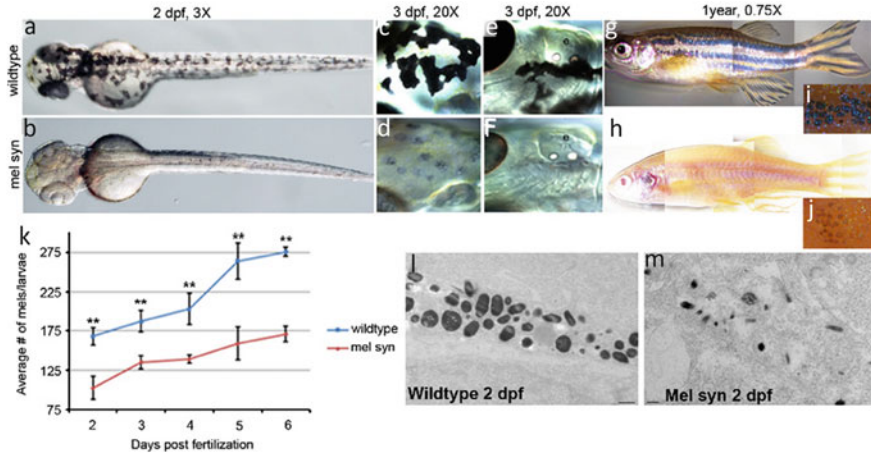 2 dpf, 3X
3 dpf, 20X
3 dpf, 20X
1year, 0.75X
wildtype
a
c
e
g
i
mel syn
b
d
F
h
j
k
Average # of mels/larvae
275
225
175
125
75
**
**
**
**
**
2
3
4
5
6
Days post fertilization
wildtype
mel syn
l
Wildtype 2 dpf
m
Mel syn 2 dpf